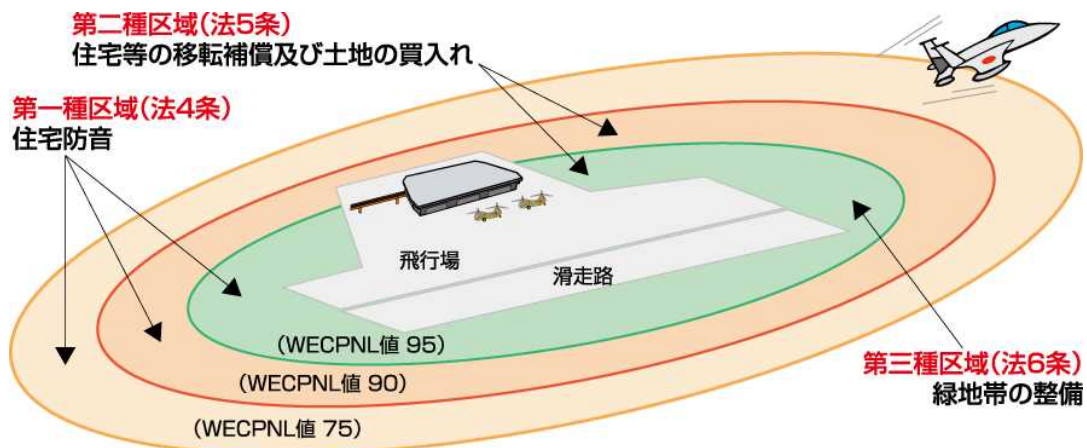 第二種区域(法5条)
住宅等の移転補償及び土地の買入れ
第一種区域(法4条)
住宅防音
飛行場
滑走路
(WECPNL値 95)
(WECPNL値 90)
(WECPNL値 75)
第三種区域(法6条)
緑地帯の整備